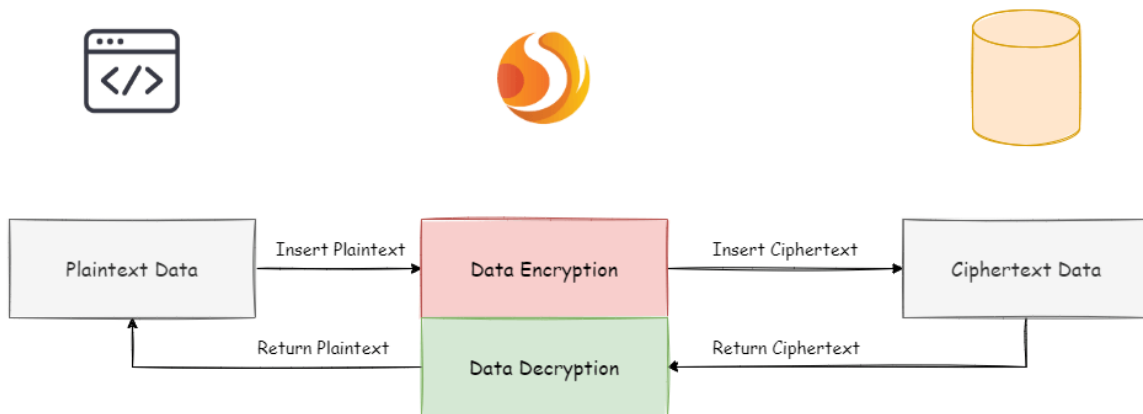 </>
Insert Plaintext
Insert Ciphertext
Plaintext Data
Data Encryption
Ciphertext Data
Return Plaintext
Return Ciphertext
Data Decryption